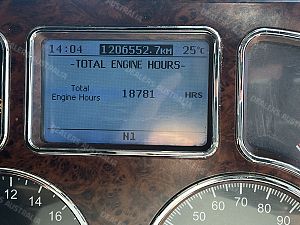 14:04 1206552.7KM 25°C
-TOTAL ENGINE HOURS-
Total
Engine Hours 18781 HRS
N1
12 14 16
50 60 70 80 90